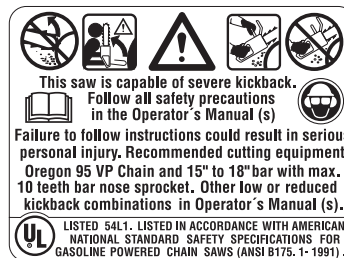 This saw is capable of severe kickback.
Follow all safety precautions
in the Operator´s Manual (s)
Failure to follow instructions could result in serious
personal injury. Recommended cutting equipment
Oregon 95 VP Chain and 15" to 18" bar with max.
10 teeth bar nose sprocket. Other low or reduced
kickback combinations in Operator´s Manual (s).
UL
LISTED 54L1. LISTED IN ACCORDANCE WITH AMERICAN
NATIONAL STANDARD SAFETY SPECIFICATIONS FOR
GASOLINE POWERED CHAIN SAWS (ANSI B175. 1- 1991) .